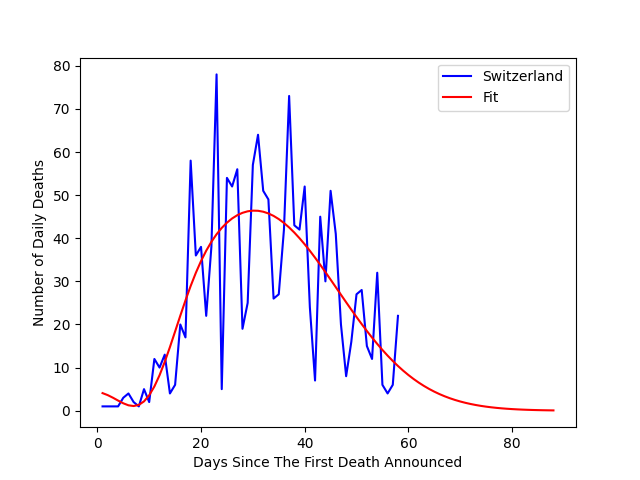 Switzerland
Fit
80
70
60
50
40
30
20
10
0
Number of Daily Deaths
0 20 40 60 80
Days Since The First Death Announced